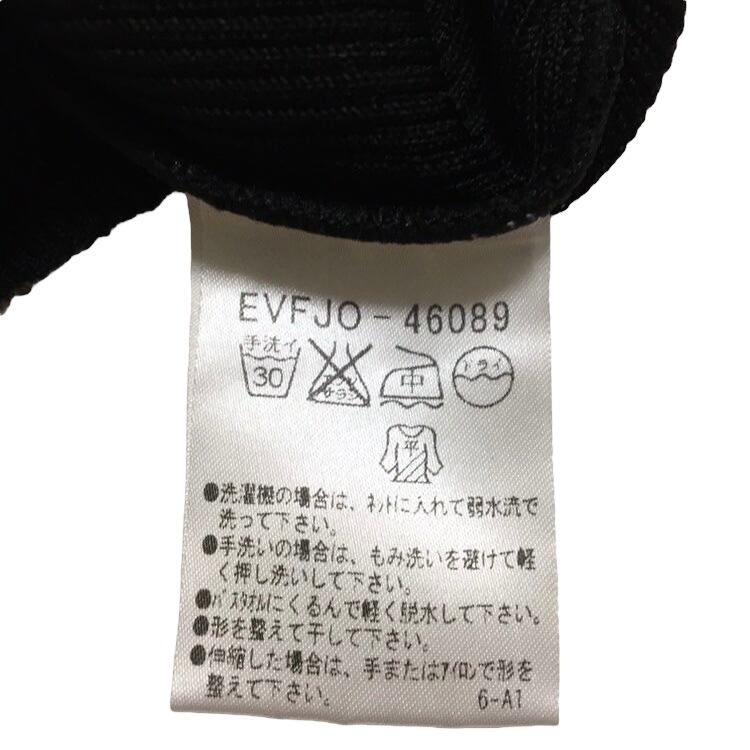 EVFJO-46089
手洗イ 30 中 ドライ
平
●洗濯機の場合は、ネットに入れて弱水流で
洗って下さい。
●手洗いの場合は、もみ洗いを避けて軽
く押し洗いして下さい。
●バスタオルにくるんで軽く脱水して下さい。
●形を整えて干して下さい。
●伸縮した場合は、手またはアイロンで形を
整えて下さい。
6-A1